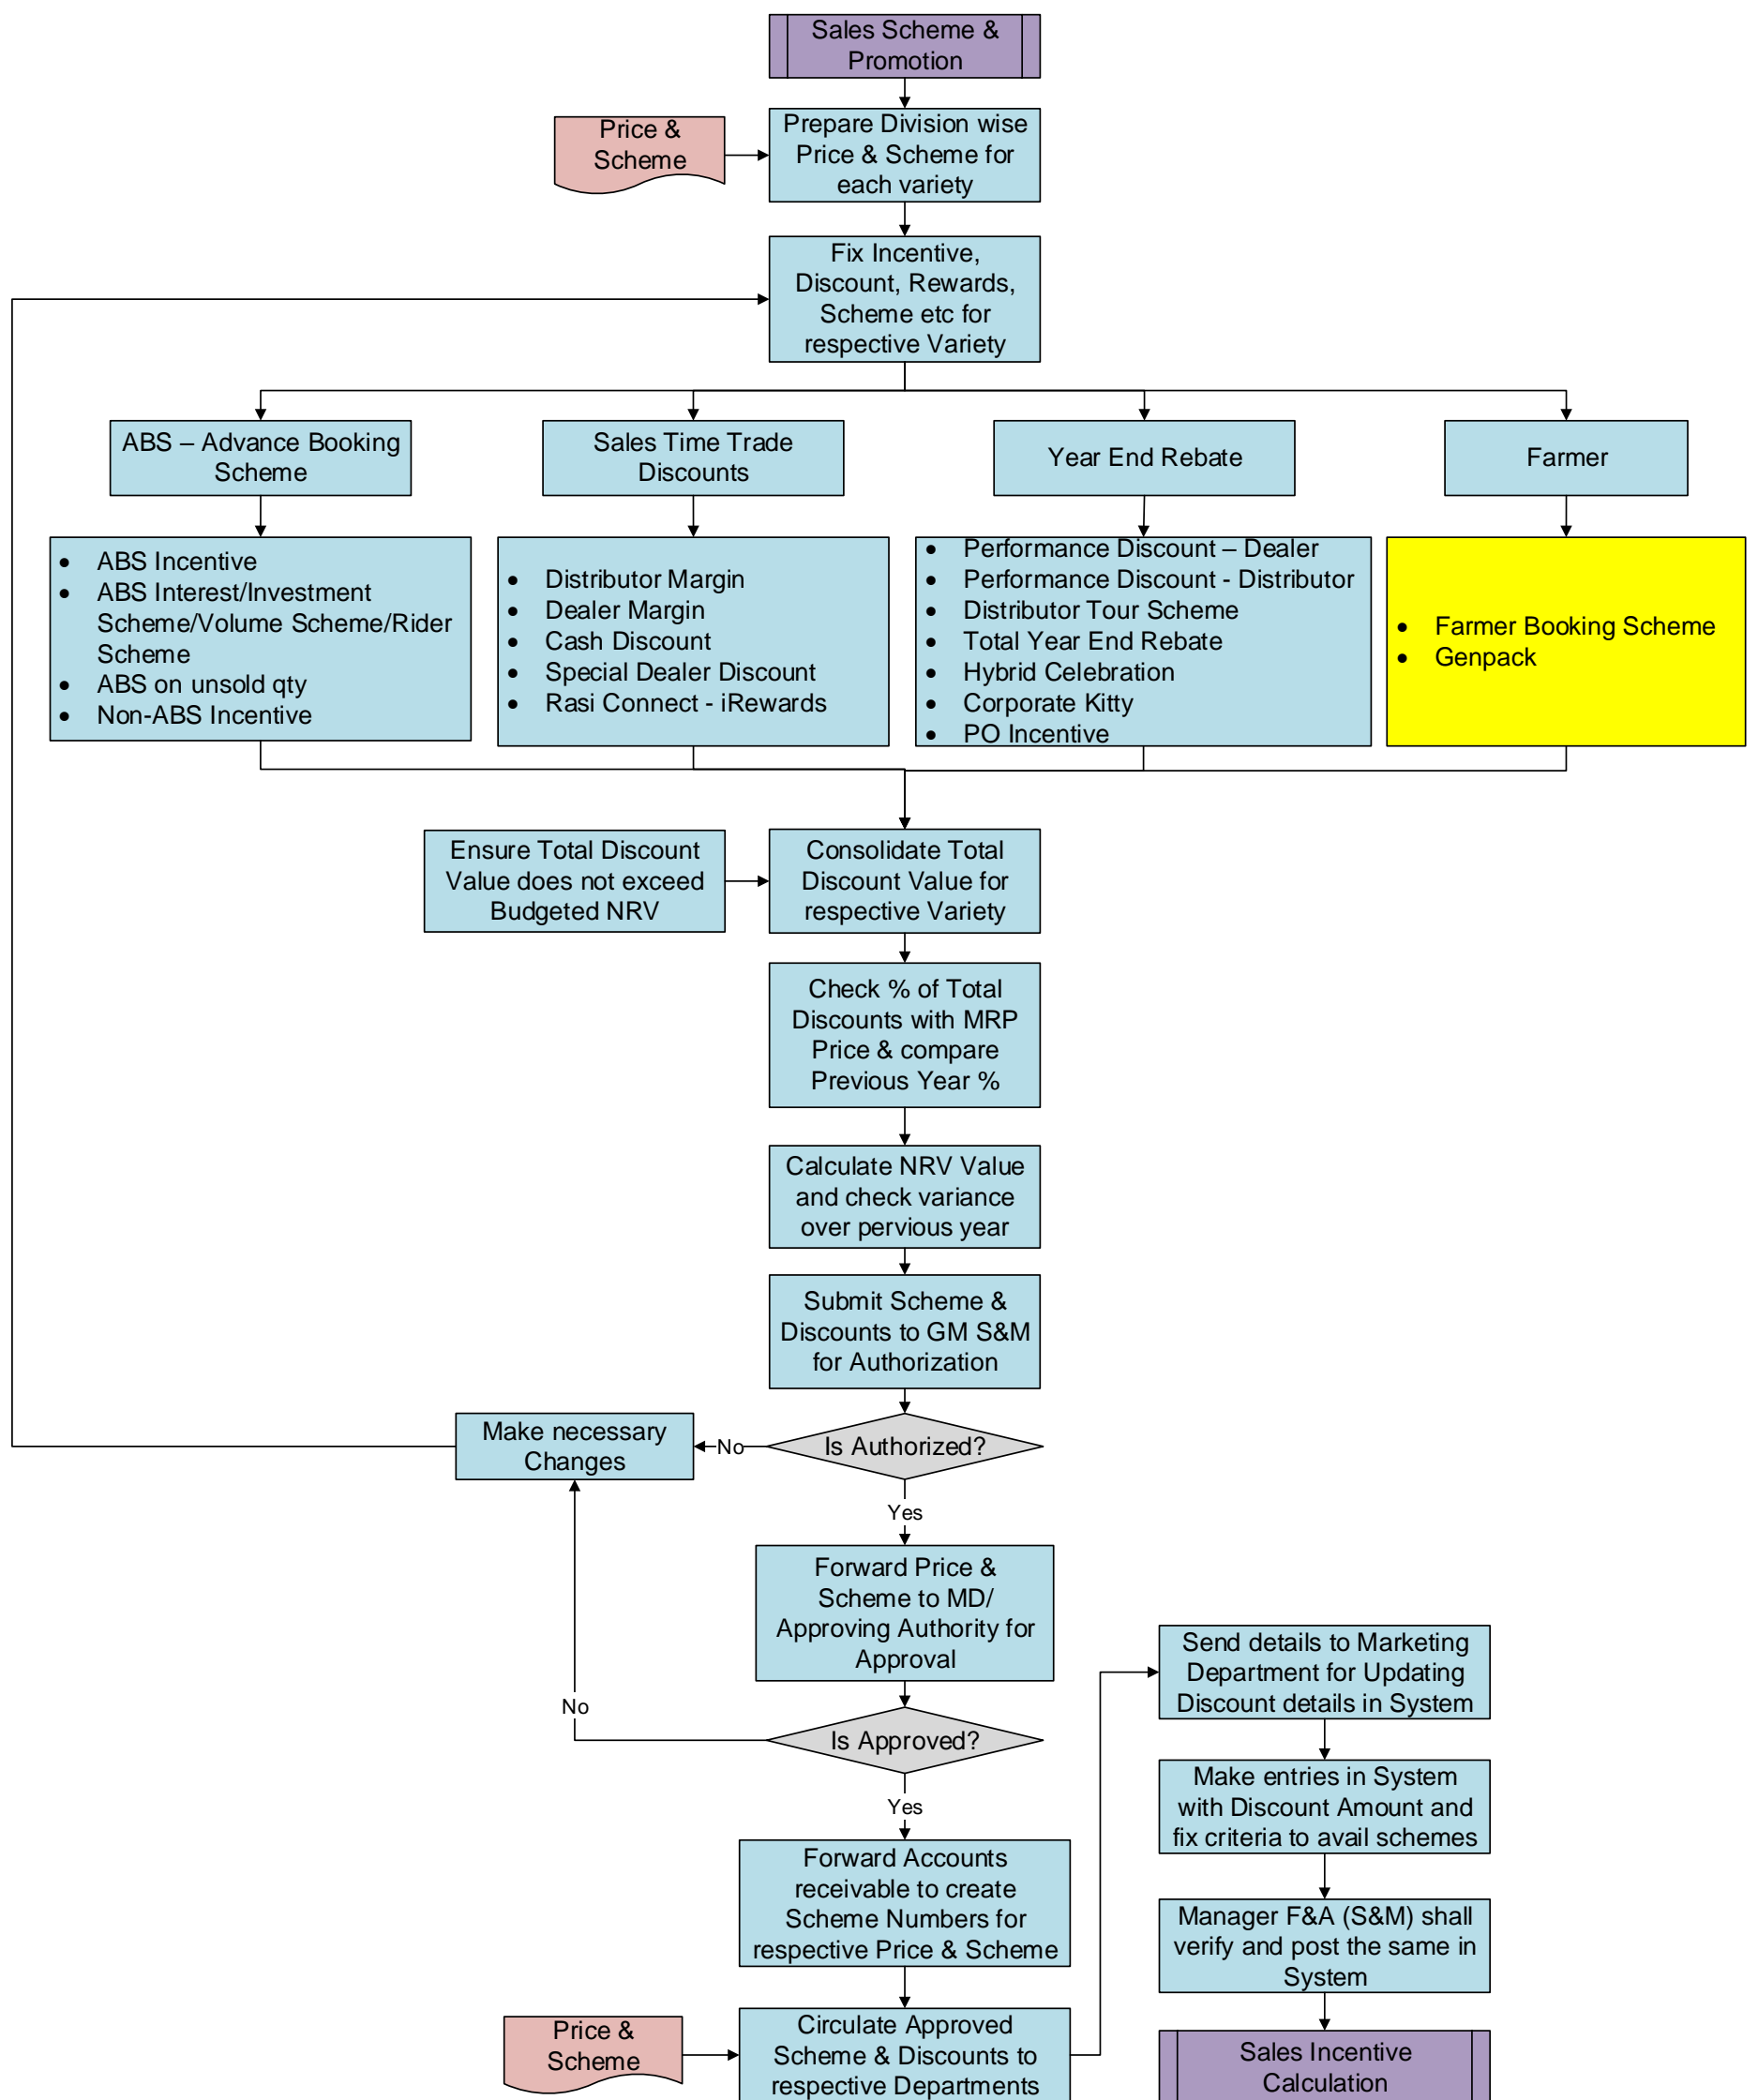 Sales Scheme &
Promotion
Price &
Scheme
Prepare Division wise
Price & Scheme for
each variety
Fix Incentive,
Discount, Rewards,
Scheme etc for
respective Variety
ABS – Advance Booking
Scheme
Sales Time Trade
Discounts
Year End Rebate
Farmer
• ABS Incentive
• ABS Interest/Investment
Scheme/Volume Scheme/Rider
Scheme
• ABS on unsold qty
• Non-ABS Incentive
• Distributor Margin
• Dealer Margin
• Cash Discount
• Special Dealer Discount
• Rasi Connect - iRewards
• Performance Discount – Dealer
• Performance Discount - Distributor
• Distributor Tour Scheme
• Total Year End Rebate
• Hybrid Celebration
• Corporate Kitty
• PO Incentive
• Farmer Booking Scheme
• Genpack
Ensure Total Discount
Value does not exceed
Budgeted NRV
Consolidate Total
Discount Value for
respective Variety
Check % of Total
Discounts with MRP
Price & compare
Previous Year %
Calculate NRV Value
and check variance
over pervious year
Submit Scheme &
Discounts to GM S&M
for Authorization
Make necessary
Changes
No
Is Authorized?
Yes
Forward Price &
Scheme to MD/
Approving Authority for
Approval
No
Is Approved?
Yes
Forward Accounts
receivable to create
Scheme Numbers for
respective Price & Scheme
Price &
Scheme
Circulate Approved
Scheme & Discounts to
respective Departments
Send details to Marketing
Department for Updating
Discount details in System
Make entries in System
with Discount Amount and
fix criteria to avail schemes
Manager F&A (S&M) shall
verify and post the same in
System
Sales Incentive
Calculation